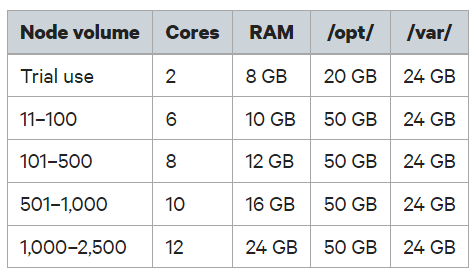 Node volume Cores RAM /opt/ /var/
Trial use 2 8 GB 20 GB 24 GB
11–100 6 10 GB 50 GB 24 GB
101–500 8 12 GB 50 GB 24 GB
501–1,000 10 16 GB 50 GB 24 GB
1,000–2,500 12 24 GB 50 GB 24 GB